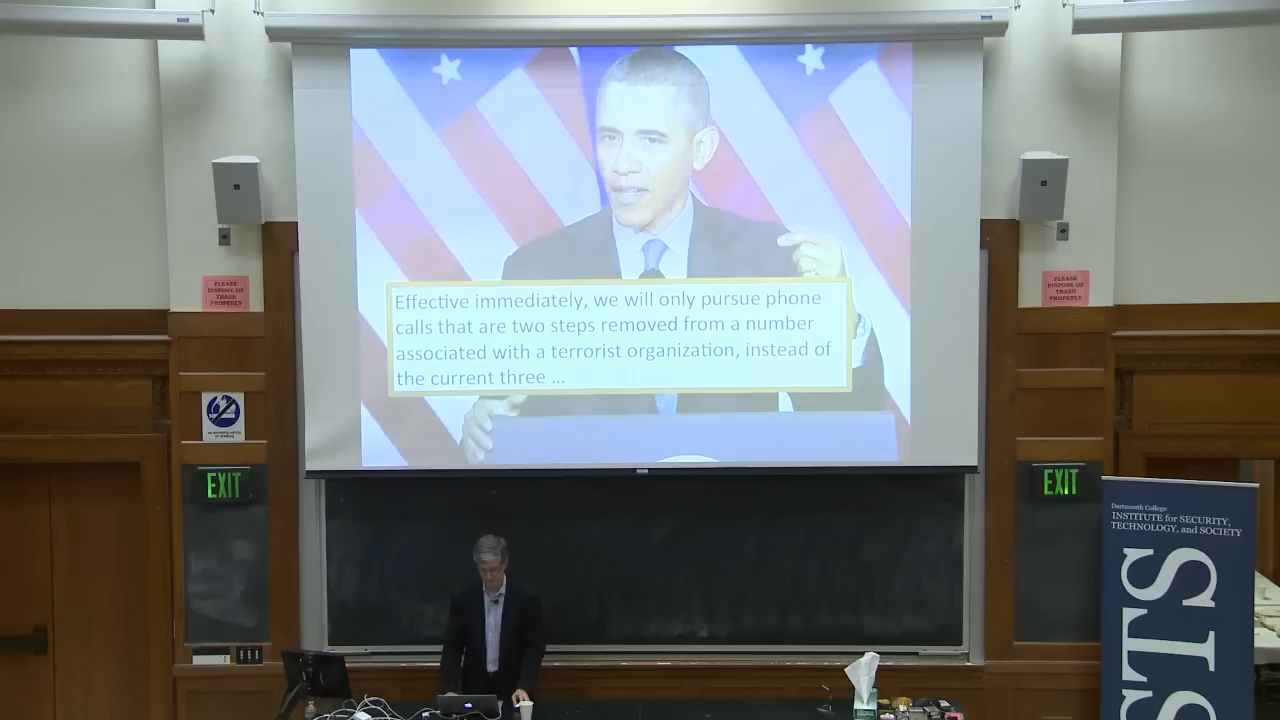 Effective immediately, we will only pursue phone
calls that are two steps removed from a number
associated with a terrorist organization, instead of
the current three ...
PLEASE
DISPOSE OF
TRASH
PROPERLY
PLEASE
DISPOSE OF
TRASH
PROPERLY
EXIT
EXIT
Dartmouth College
INSTITUTE for SECURITY,
TECHNOLOGY, and SOCIETY
STS